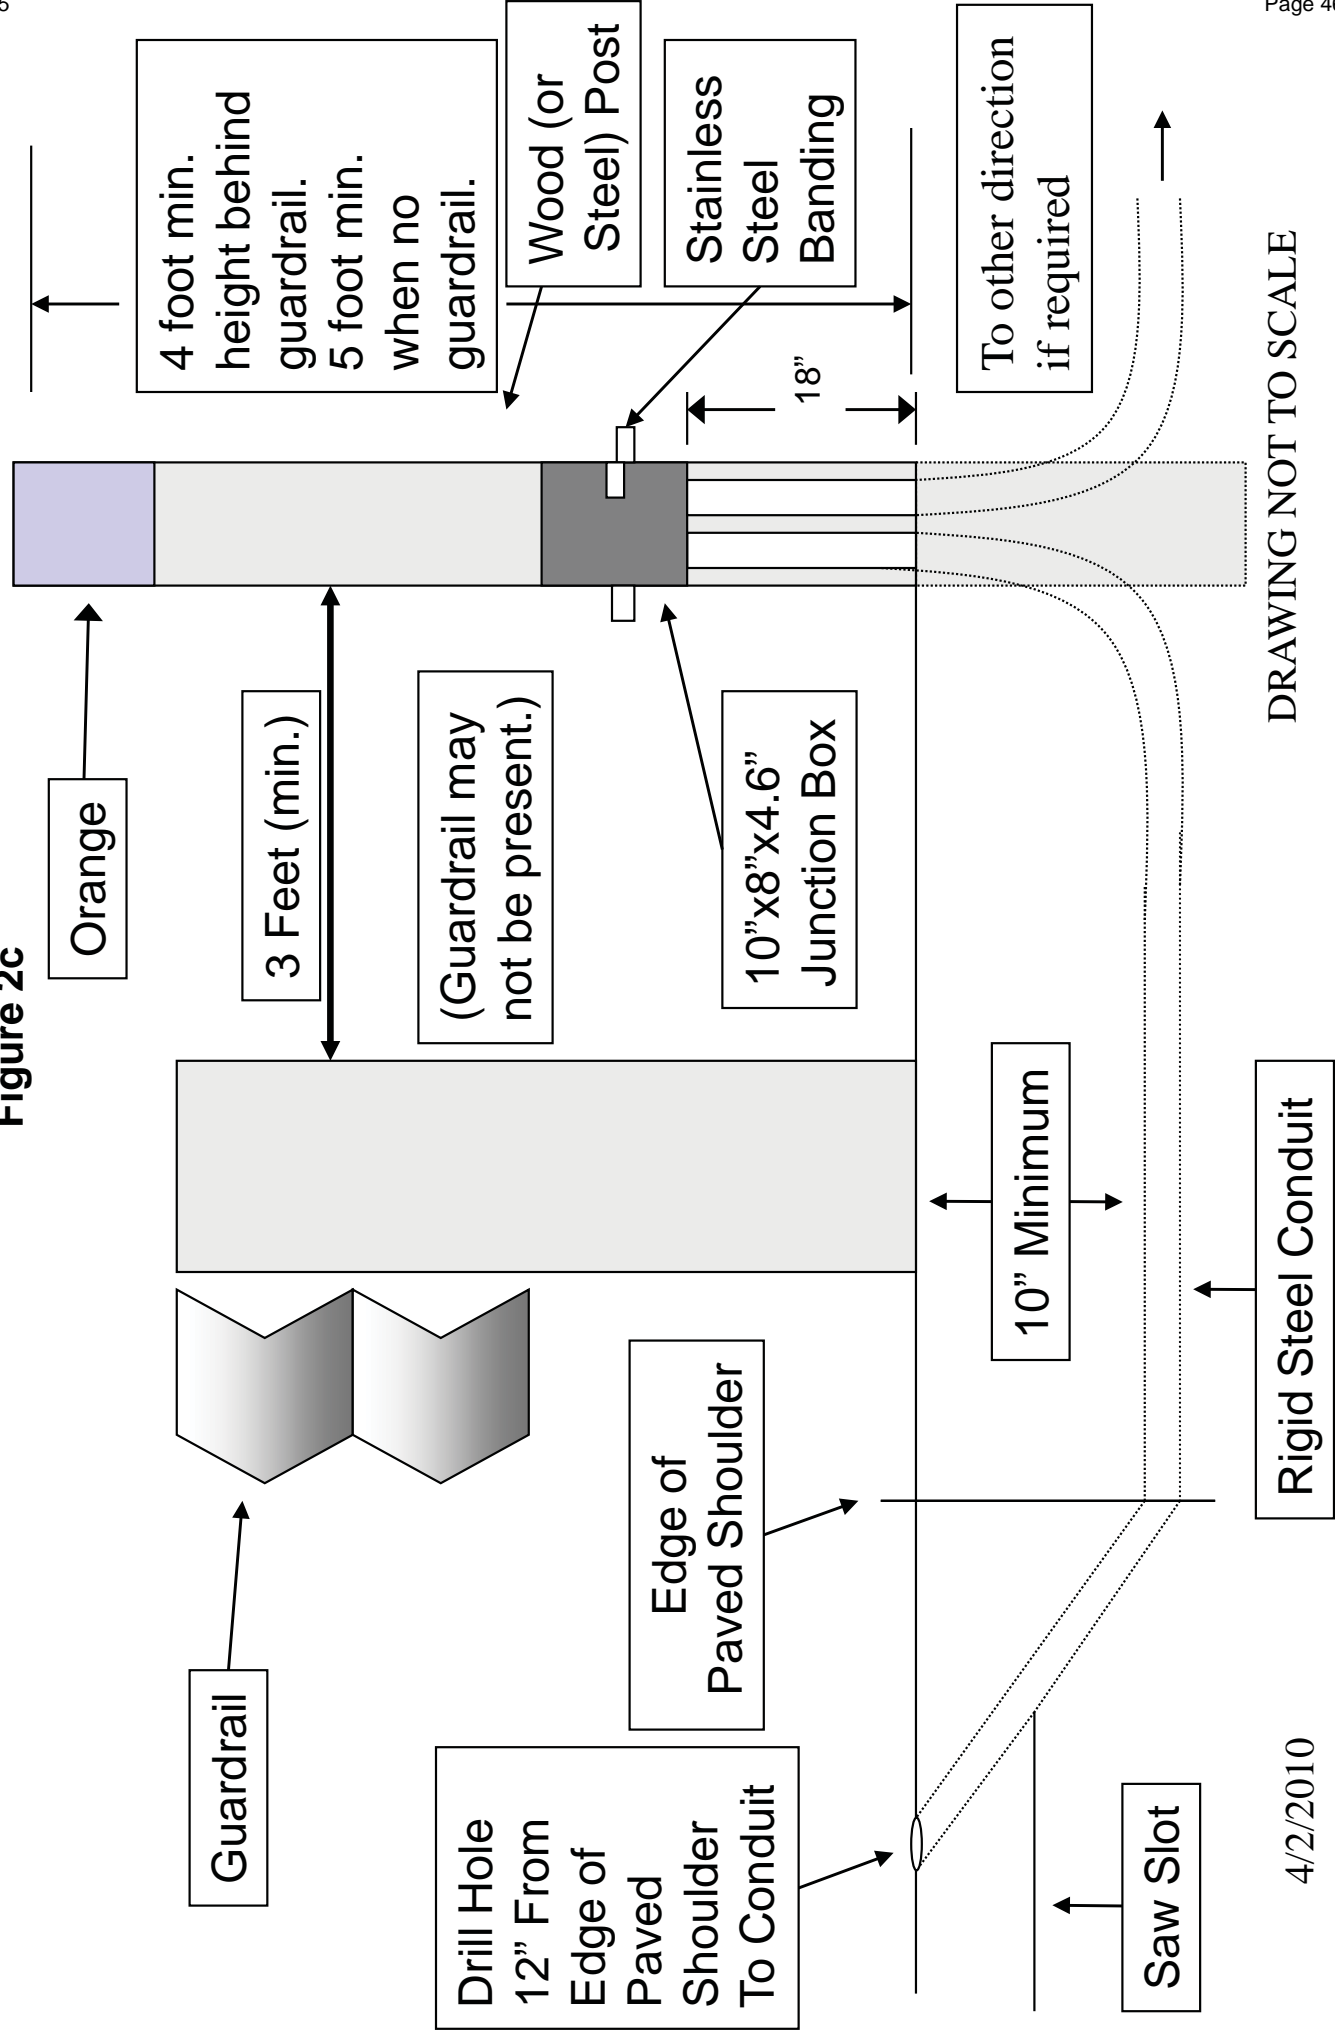 Page 46
Figure 2c
Orange
3 Feet (min.)
(Guardrail may
not be present.)
10”x8”x4.6”
Junction Box
4 foot min.
height behind
guardrail.
5 foot min.
when no
guardrail.
Wood (or
Steel) Post
Stainless
Steel
Banding
18”
To other direction
if required
Guardrail
Edge of
Paved Shoulder
Drill Hole
12” From
Edge of
Paved
Shoulder
To Conduit
10” Minimum
Saw Slot
Rigid Steel Conduit
4/2/2010
DRAWING NOT TO SCALE